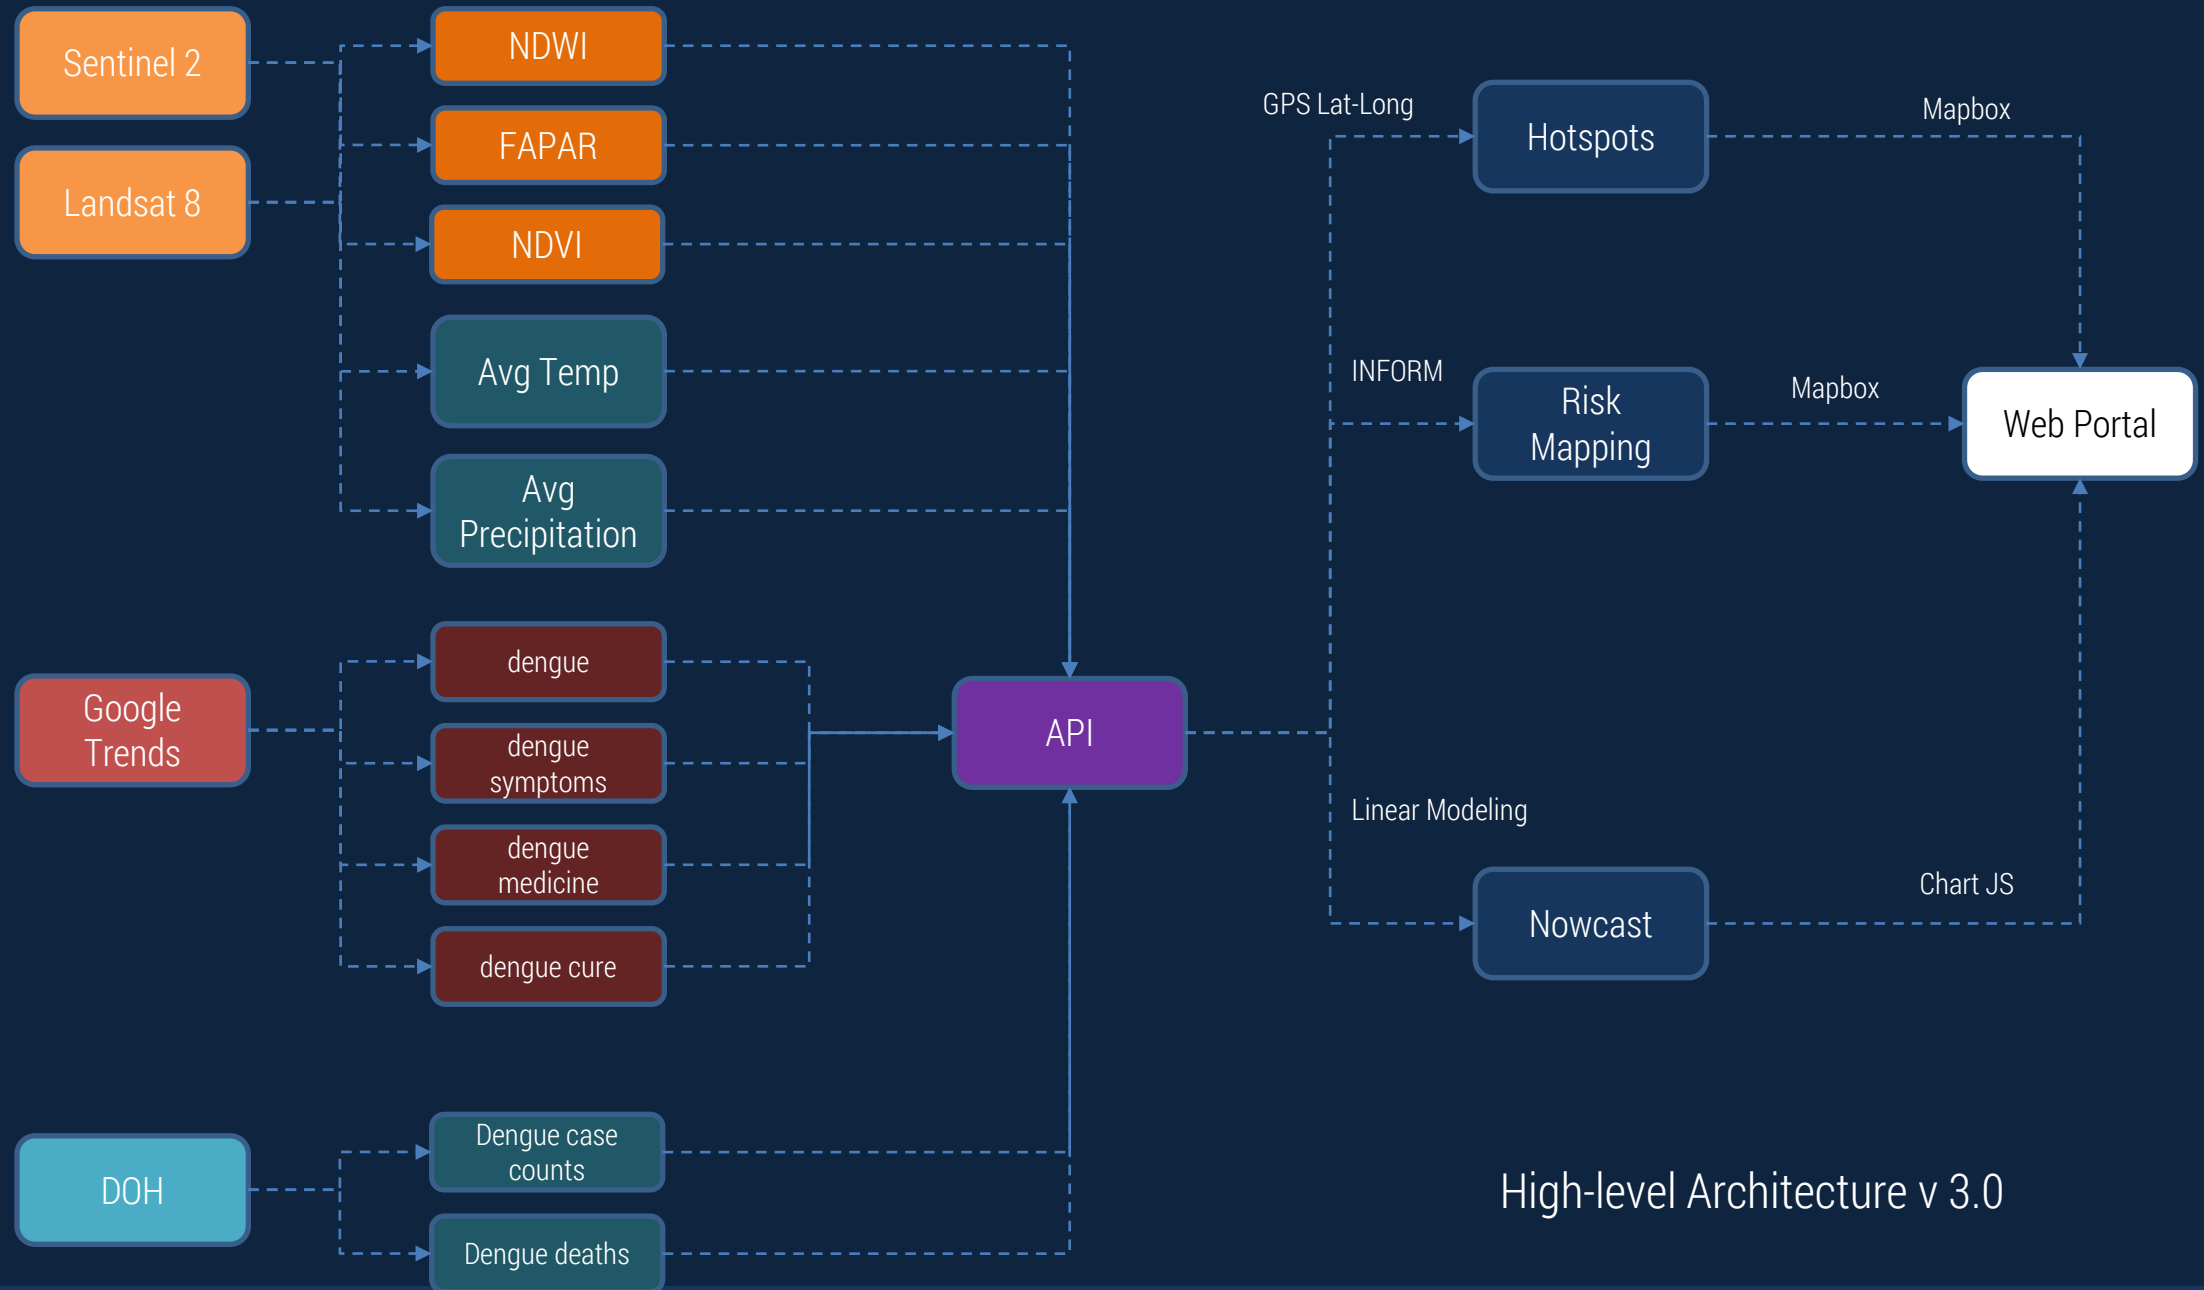 Sentinel 2
Landsat 8
NDWI
FAPAR
NDVI
Avg Temp
Avg
Precipitation
Google
Trends
dengue
dengue
symptoms
dengue
medicine
dengue cure
DOH
Dengue case
counts
Dengue deaths
API
GPS Lat-Long
INFORM
Linear Modeling
Hotspots
Risk
Mapping
Nowcast
Mapbox
Mapbox
Chart JS
Web Portal
High-level Architecture v 3.0